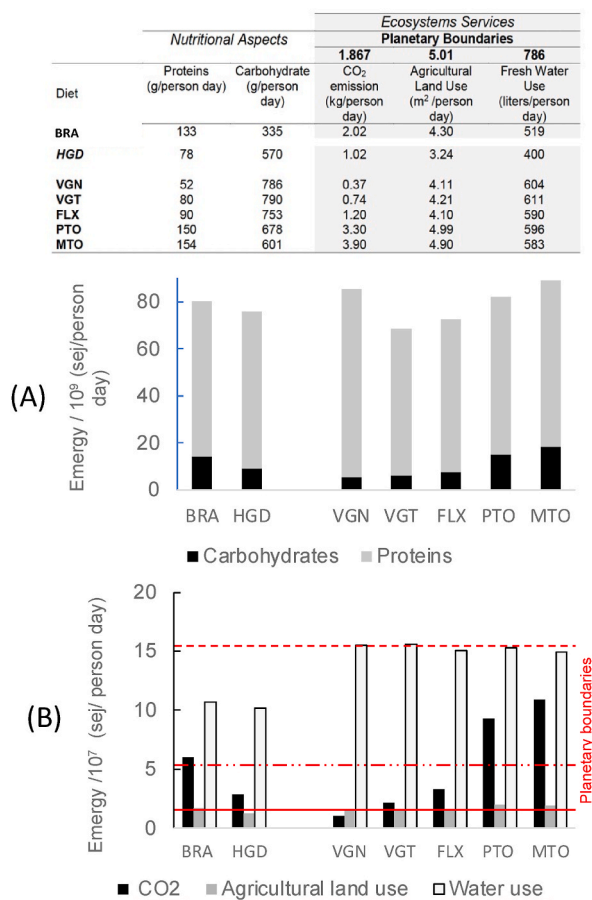 Ecosystems Services
Nutritional Aspects Planetary Boundaries
1.867 5.01 786
Diet Proteins (g/person day) Carbohydrate (g/person day) CO2 emission (kg/person day) Agricultural Land Use (m2 /person day) Fresh Water Use (liters/person day)
BRA 133 335 2.02 4.30 519
HGD 78 570 1.02 3.24 400
VGN 52 786 0.37 4.11 604
VGT 80 790 0.74 4.21 611
FLX 90 753 1.20 4.10 590
PTO 150 678 3.30 4.99 596
MTO 154 601 3.90 4.90 583
(A)
Emergy / 10⁹ (sej/person day)
80
60
40
20
0
BRA HGD VGN VGT FLX PTO MTO
Carbohydrates Proteins
(B)
Emergy /10⁷ (sej/ person day)
20
15
10
5
0
BRA HGD VGN VGT FLX PTO MTO
Planetary boundaries
CO2 Agricultural land use Water use